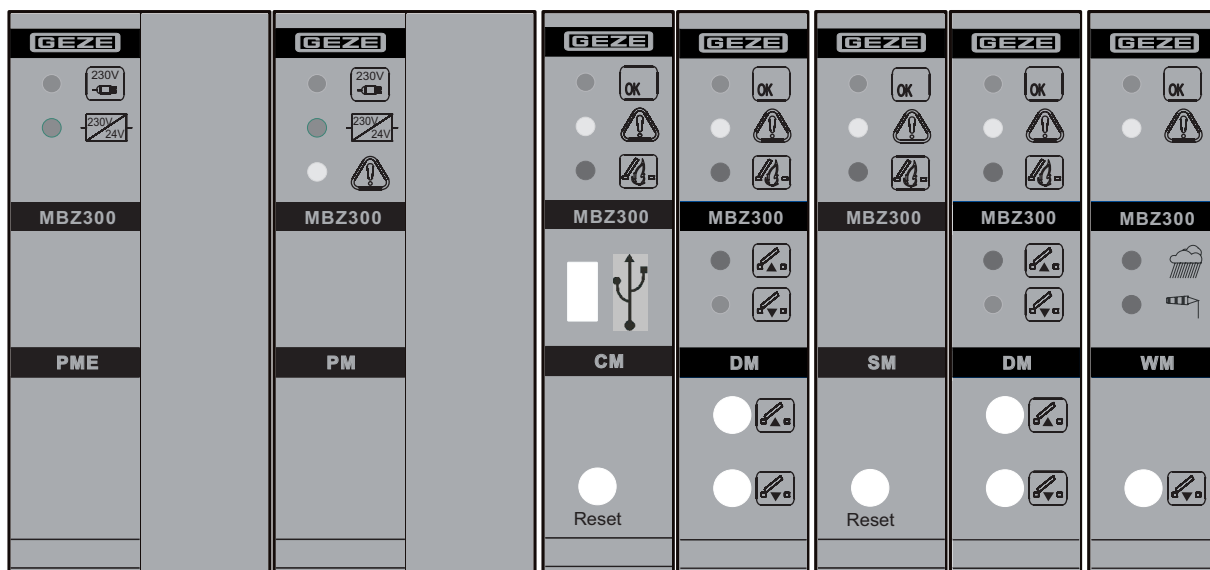 GEZE GEZE GEZE GEZE GEZE GEZE GEZE
230V 230V OK OK OK OK OK
230V 24V 230V 24V
MBZ300 MBZ300 MBZ300 MBZ300 MBZ300 MBZ300 MBZ300
PME PM CM DM SM DM WM
Reset Reset